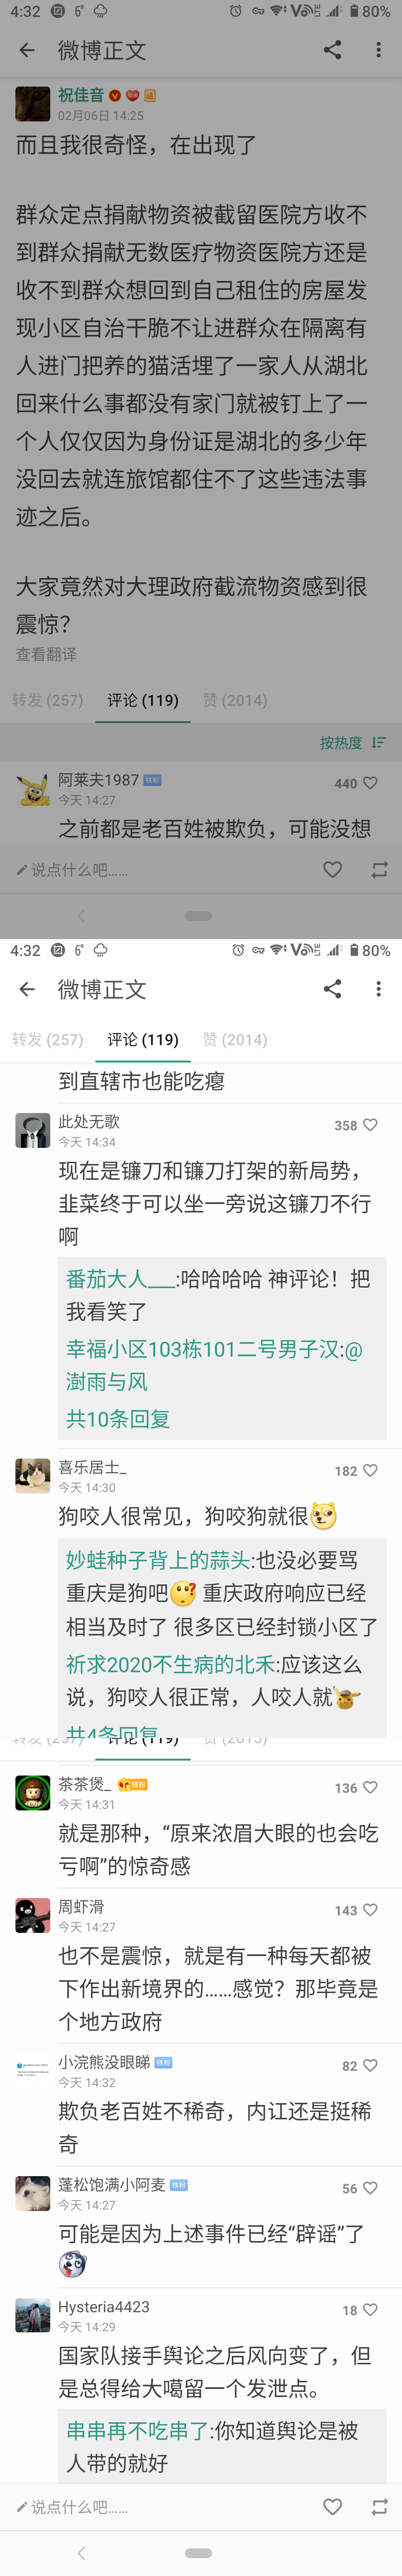 4:32 6° 80%
微博正文
祝佳音
02月06日 14:25
而且我很奇怪，在出现了
群众定点捐献物资被截留医院方收不
到群众捐献无数医疗物资医院方还是
收不到群众想回到自己租住的房屋发
现小区自治干脆不让进群众在隔离有
人进门把养的猫活埋了一家人从湖北
回来什么事都没有家门就被钉上了一
个人仅仅因为身份证是湖北的多少年
没回去就连旅馆都住不了这些违法事
迹之后。
大家竟然对大理政府截流物资感到很
震惊？
查看翻译
转发 (257) 评论 (119) 赞 (2014)
按热度
阿莱夫1987 铁粉 440
今天 14:27
之前都是老百姓被欺负，可能没想
说点什么吧……
4:32 6° 80%
微博正文
转发 (257) 评论 (119) 赞 (2014)
到直辖市也能吃瘪
此处无歌 358
今天 14:34
现在是镰刀和镰刀打架的新局势，
韭菜终于可以坐一旁说这镰刀不行
啊
番茄大人___:哈哈哈哈 神评论！把
我看笑了
幸福小区103栋101二号男子汉:@
澍雨与风
共10条回复
喜乐居士_ 182
今天 14:30
狗咬人很常见，狗咬狗就很
妙蛙种子背上的蒜头:也没必要骂
重庆是狗吧 重庆政府响应已经
相当及时了 很多区已经封锁小区了
祈求2020不生病的北禾:应该这么
说，狗咬人很正常，人咬人就
共4条回复
转发 (257) 评论 (119) 赞 (2015)
茶茶煲_ 铁粉 136
今天 14:31
就是那种，“原来浓眉大眼的也会吃
亏啊”的惊奇感
周虾滑 143
今天 14:27
也不是震惊，就是有一种每天都被
下作出新境界的……感觉？那毕竟是
个地方政府
小浣熊没眼睇 铁粉 82
今天 14:32
欺负老百姓不稀奇，内讧还是挺稀
奇
蓬松饱满小阿麦 铁粉 56
今天 14:27
可能是因为上述事件已经“辟谣”了
Hysteria4423 18
今天 14:29
国家队接手舆论之后风向变了，但
是总得给大噶留一个发泄点。
串串再不吃串了:你知道舆论是被
人带的就好
说点什么吧……